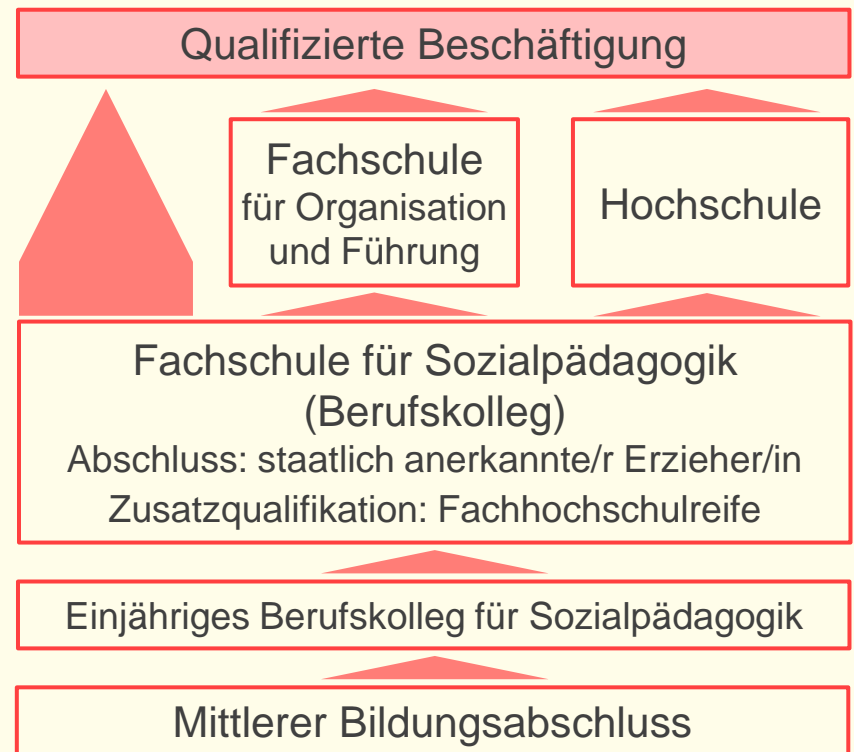 Qualifizierte Beschäftigung
Fachschule
für Organisation
und Führung
Hochschule
Fachschule für Sozialpädagogik
(Berufskolleg)
Abschluss: staatlich anerkannte/r Erzieher/in
Zusatzqualifikation: Fachhochschulreife
Einjähriges Berufskolleg für Sozialpädagogik
Mittlerer Bildungsabschluss